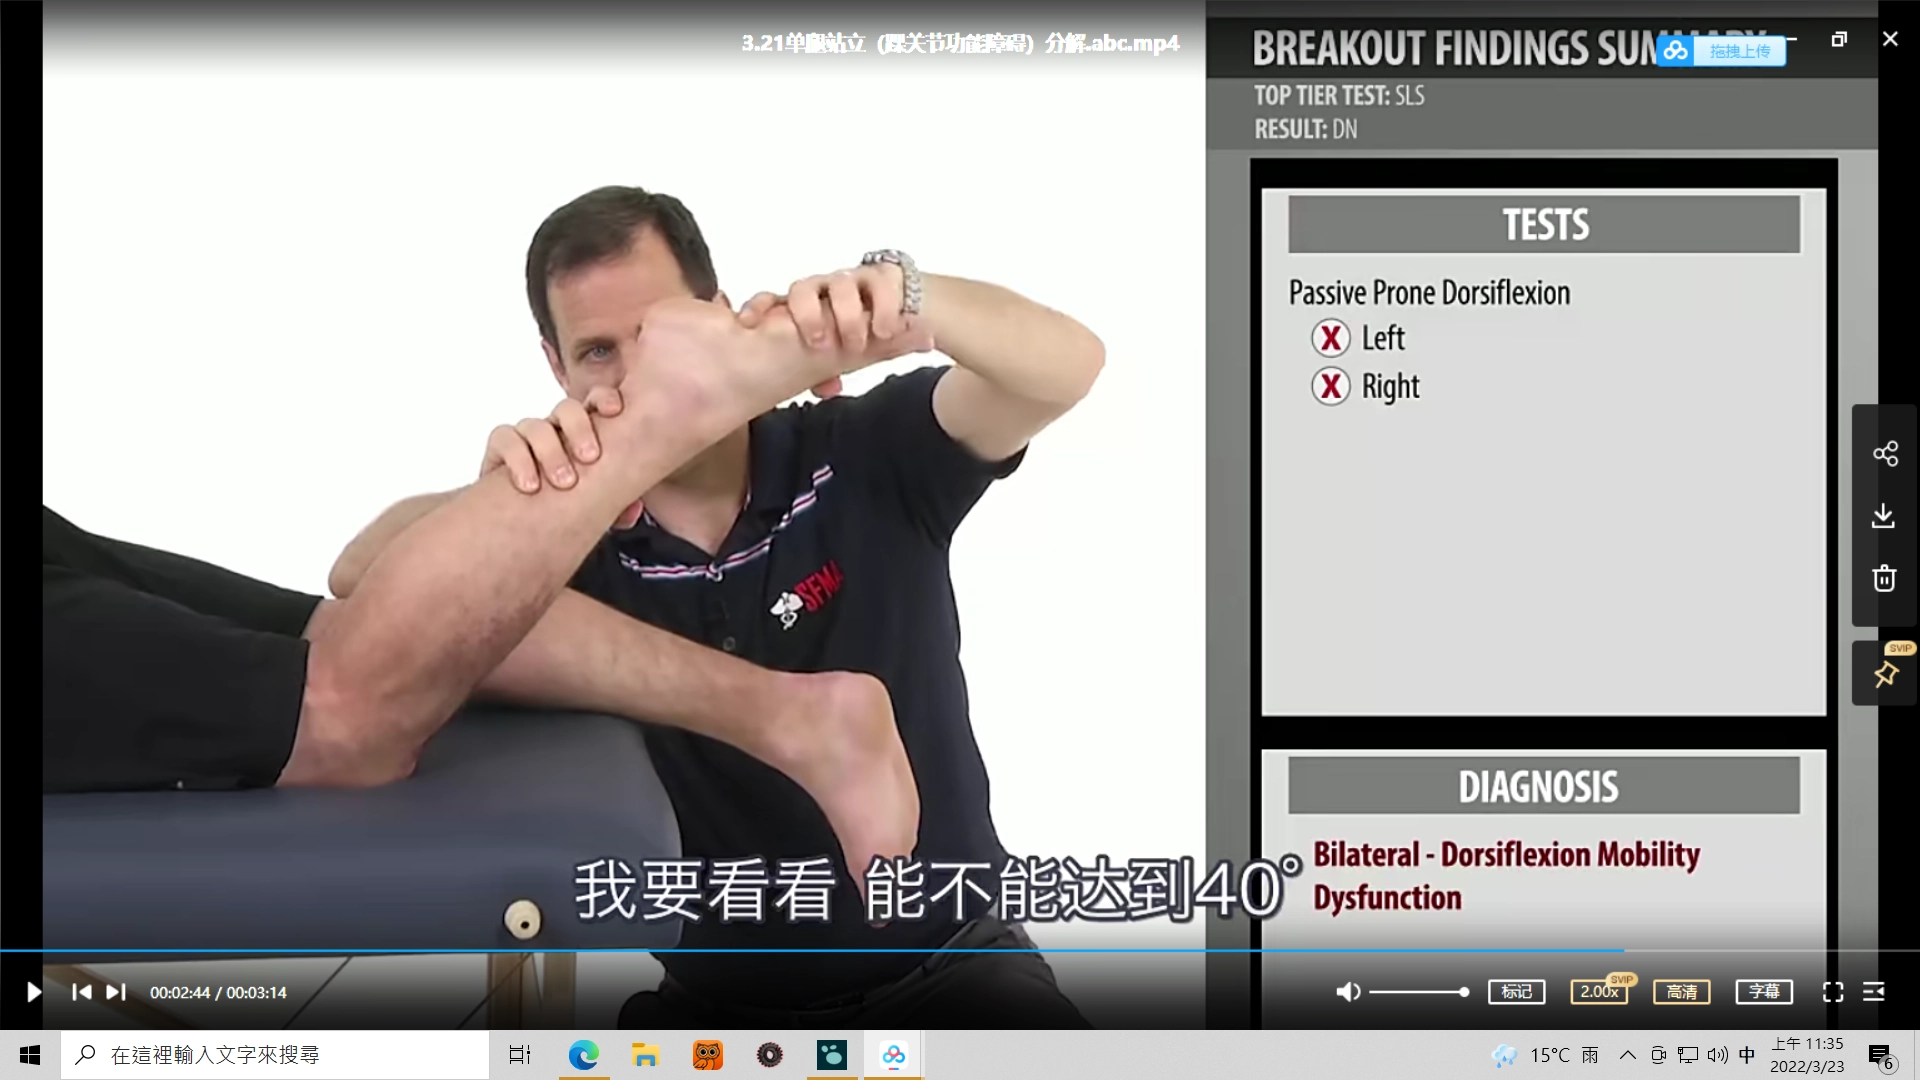 3.21单腿站立（踝关节功能障碍）分解.abc.mp4
BREAKOUT FINDINGS SUMMARY
拖拽上传
TOP TIER TEST: SLS
RESULT: DN
TESTS
Passive Prone Dorsiflexion
X Left
X Right
SFMA
SVIP
DIAGNOSIS
Bilateral - Dorsiflexion Mobility
Dysfunction
我要看看 能不能达到40°
00:02:44 / 00:03:14
标记
2.00x
SVIP
高清
字幕
在這裡輸入文字來搜尋
15°C 雨
中
上午 11:35
2022/3/23
6